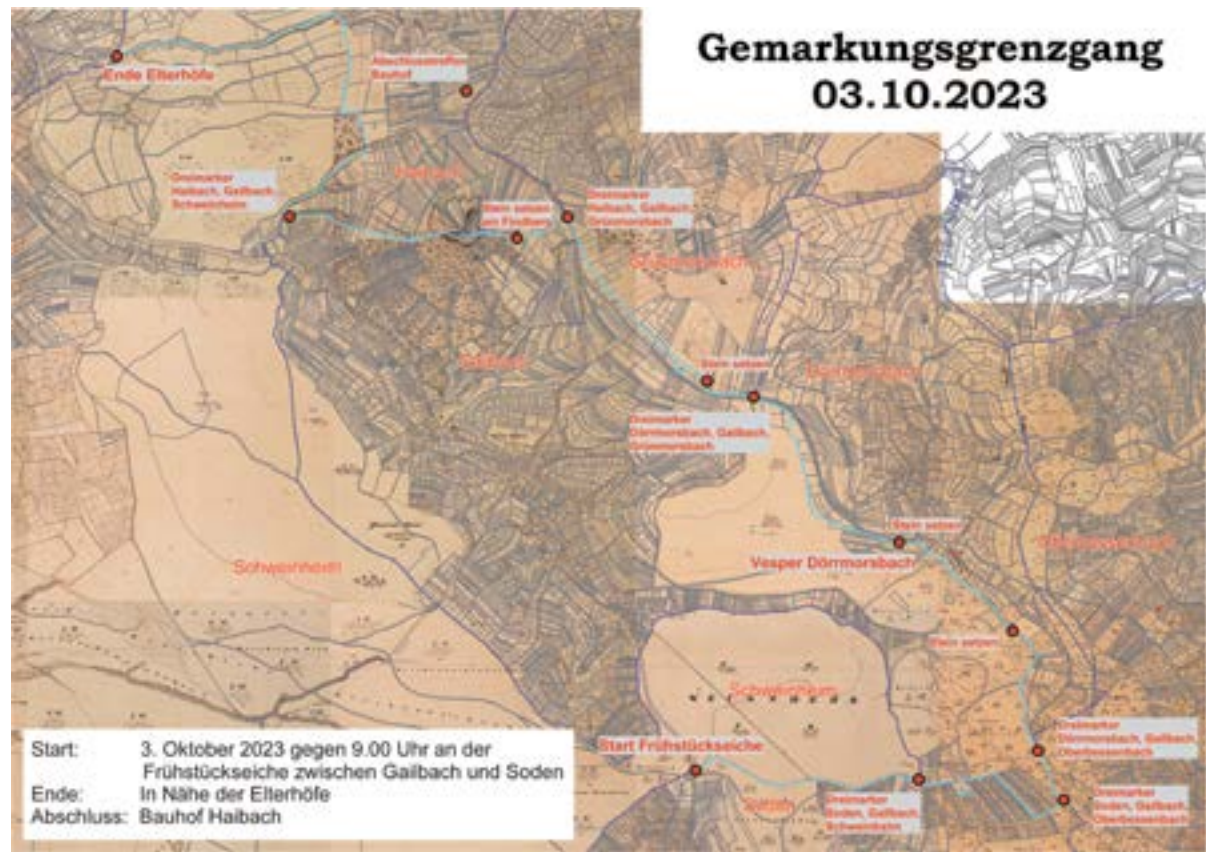 Gemarkungsgrenzgang
03.10.2023
Ende Elterhöfe
Abschlusstreffen
Bauhof
Dreimarker
Haibach, Gailbach,
Schweinheim
Haibach
Stein setzen
am Findberg
Dreimarker
Haibach, Gailbach,
Grünmorsbach
Grünmorsbach
Gailbach
Stein setzen
Dreimarker
Dörrmorsbach, Gailbach,
Grünmorsbach
Stein setzen
Vesper Dörrmorsbach
Schweinheim
Stein setzen
Schweinheim
Start Frühstückseiche
Dreimarker
Dörrmorsbach, Gailbach,
Oberbessenbach
Soden
Dreimarker
Soden, Gailbach,
Schweinheim
Dreimarker
Soden, Gailbach,
Oberbessenbach
Start: 3. Oktober 2023 gegen 9.00 Uhr an der
Frühstückseiche zwischen Gailbach und Soden
Ende: In Nähe der Elterhöfe
Abschluss: Bauhof Haibach